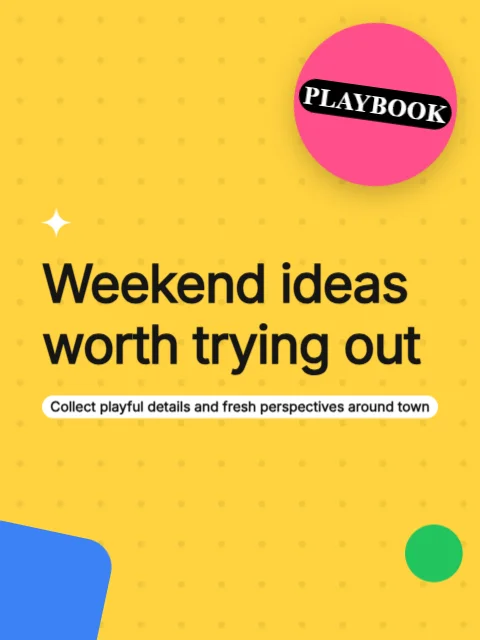 PLAYBOOK
Weekend ideas
worth trying out
Collect playful details and fresh perspectives around town